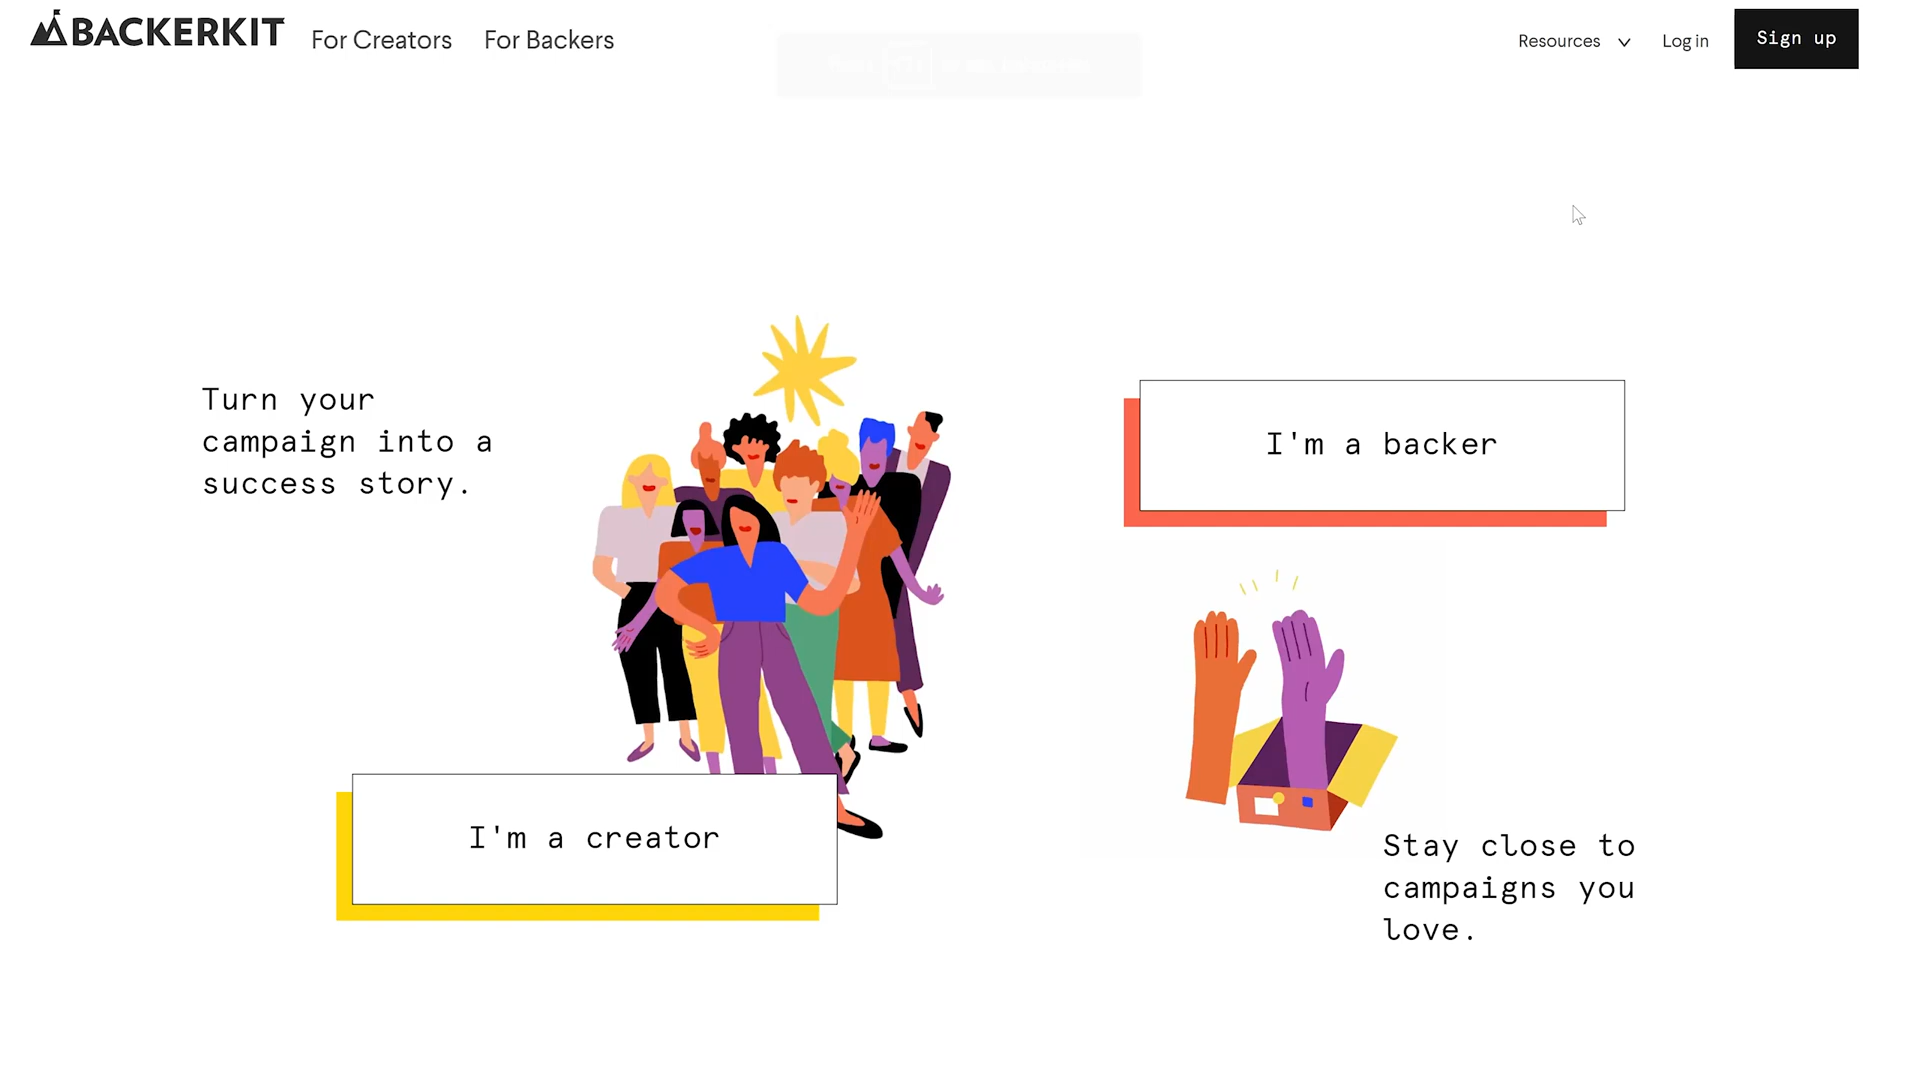 BACKERKIT
For Creators
For Backers
Resources
Log in
Sign up
Turn your
campaign into a
success story.
I'm a backer
I'm a creator
Stay close to
campaigns you
love.